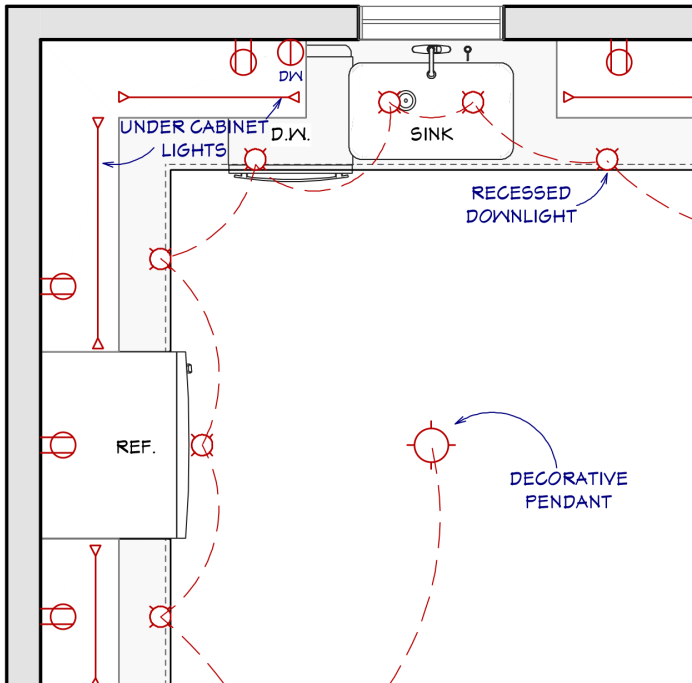 DW
UNDER CABINET
LIGHTS
D.W.
SINK
RECESSED
DOWNLIGHT
REF.
DECORATIVE
PENDANT